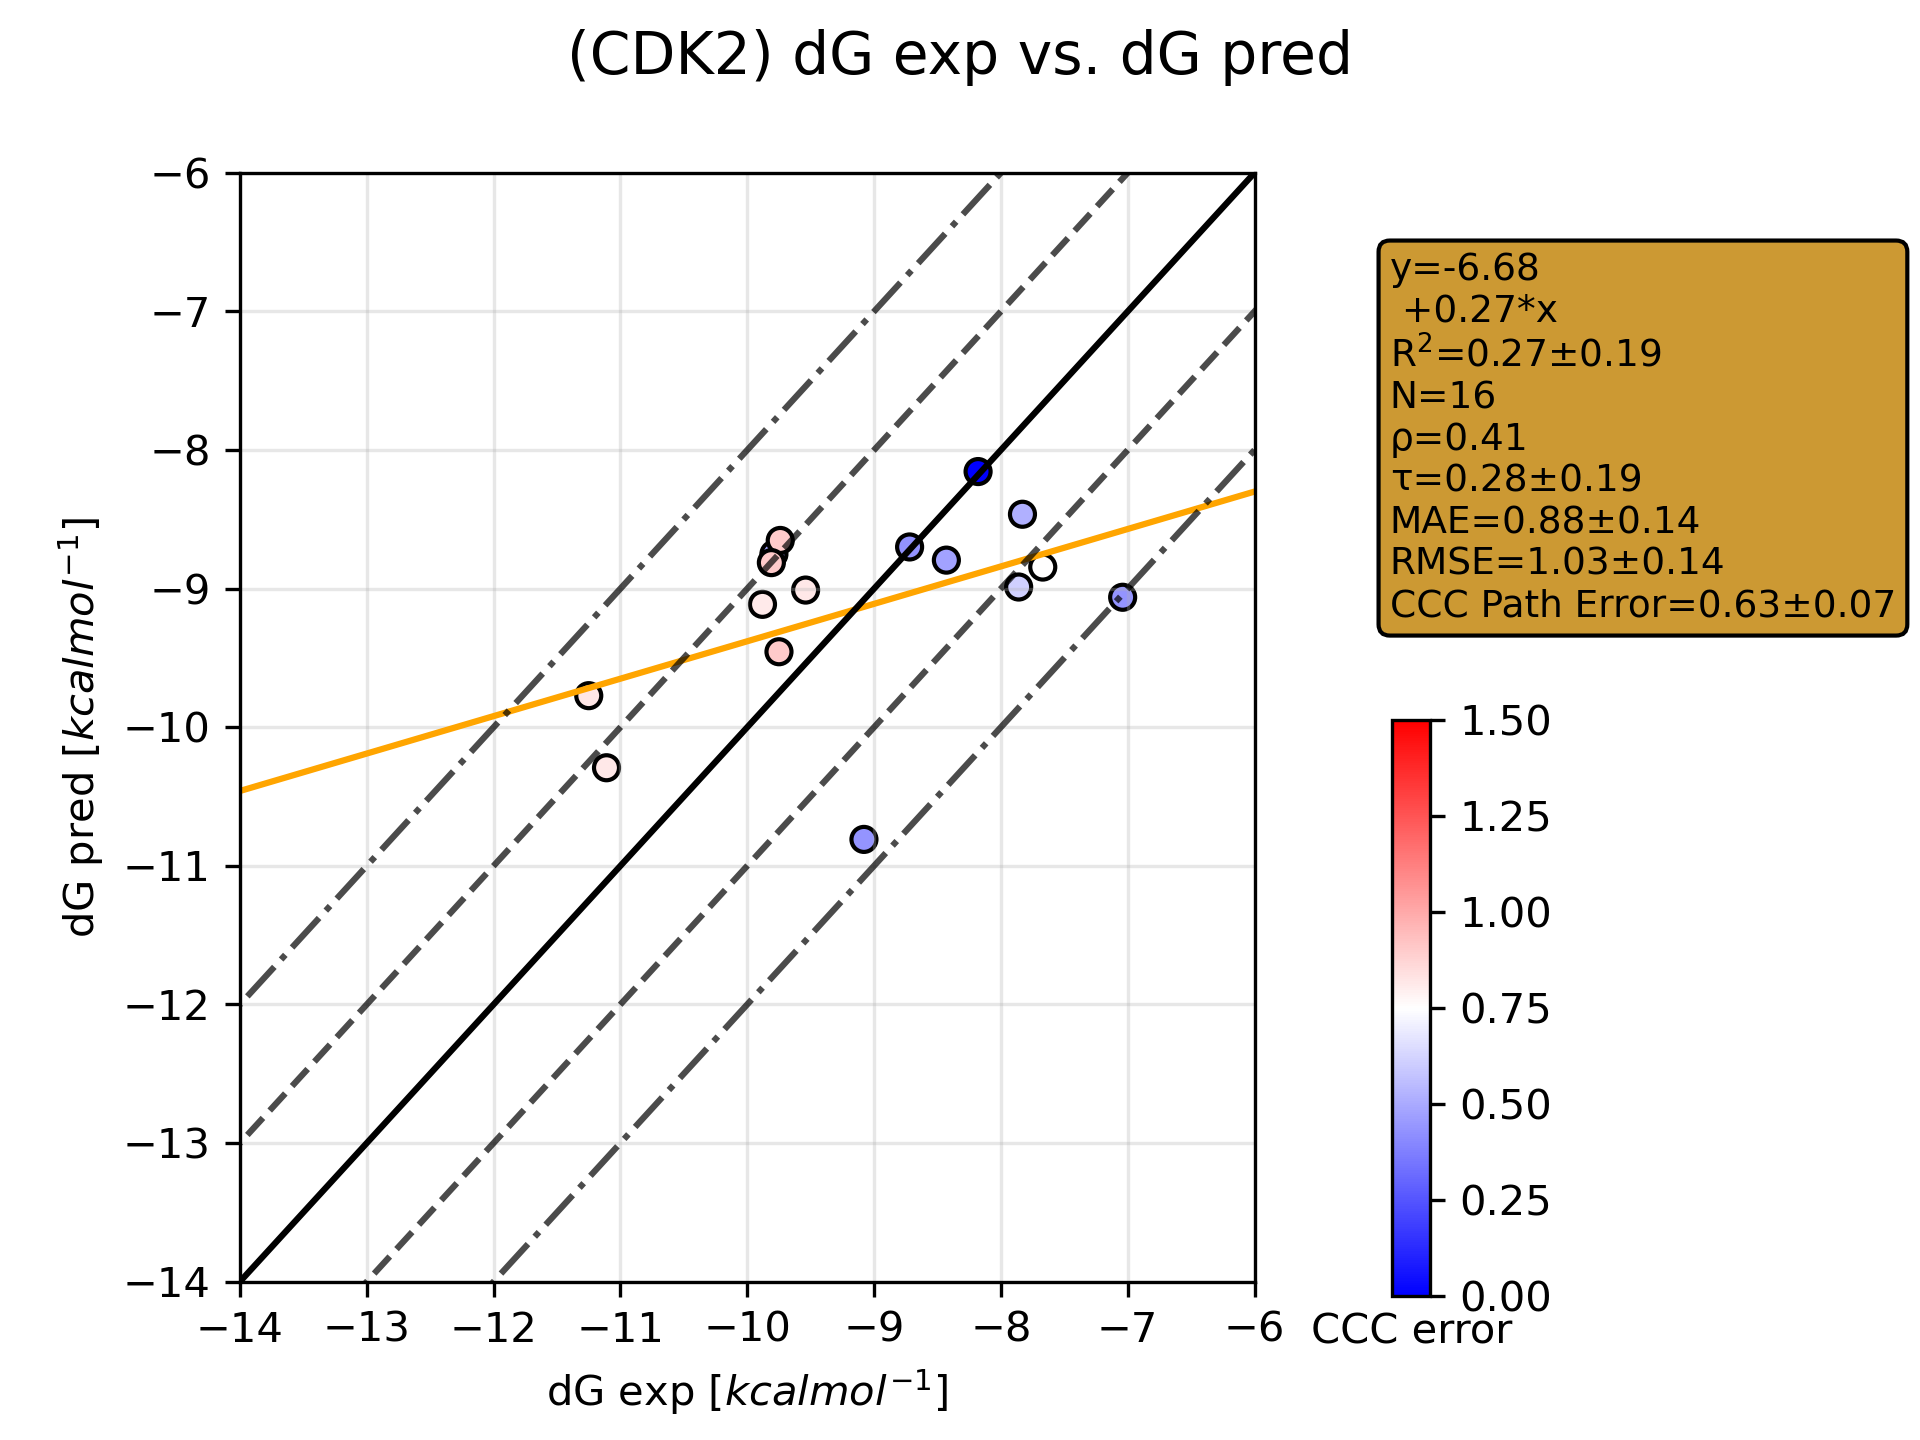 (CDK2) dG exp vs. dG pred
−6
−7
−8
−9
−10
−11
−12
−13
−14
dG pred [kcalmol⁻¹]
−14 −13 −12 −11 −10 −9 −8 −7 −6
dG exp [kcalmol⁻¹]
y=-6.68
+0.27*x
R²=0.27±0.19
N=16
ρ=0.41
τ=0.28±0.19
MAE=0.88±0.14
RMSE=1.03±0.14
CCC Path Error=0.63±0.07
1.50
1.25
1.00
0.75
0.50
0.25
0.00
CCC error